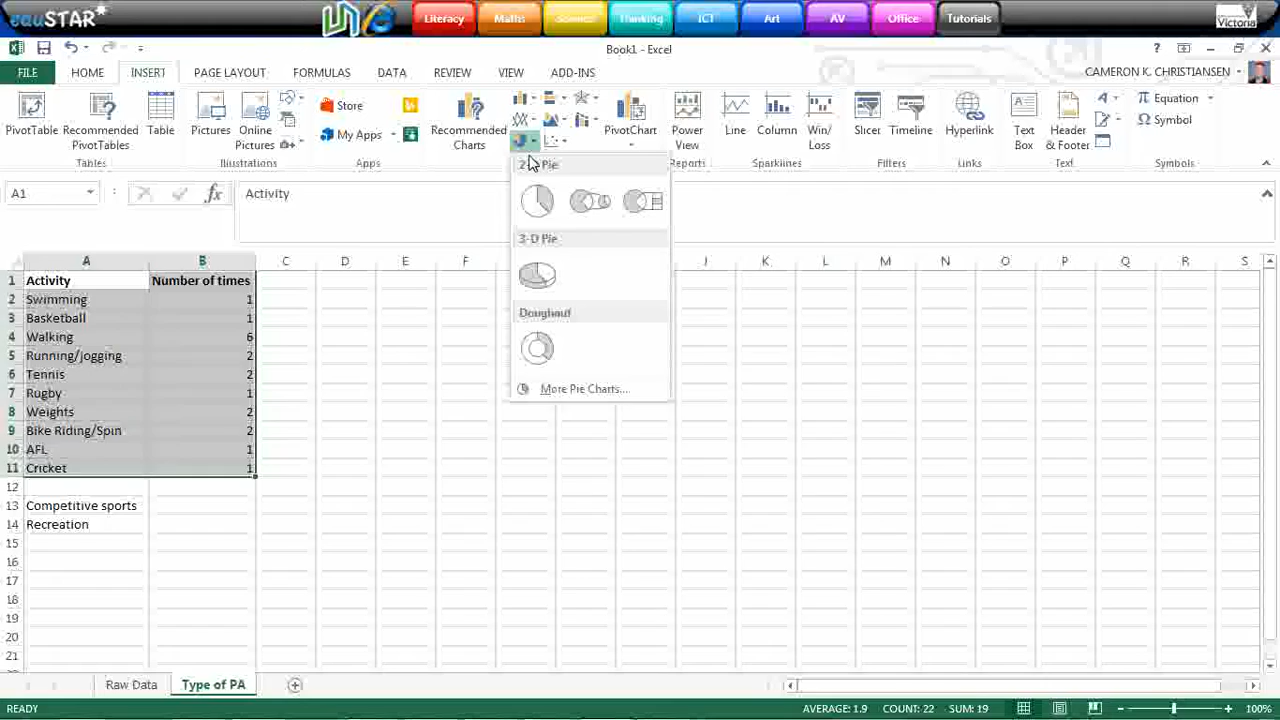 eduSTAR*
Literacy Maths Science Thinking ICT Art AV Office Tutorials
Victoria
Book1 - Excel
?
FILE HOME INSERT PAGE LAYOUT FORMULAS DATA REVIEW VIEW ADD-INS CAMERON K. CHRISTIANSEN
PivotTable Recommended PivotTables Table Pictures Online Pictures Store My Apps Recommended Charts PivotChart Power View Line Column Win/Loss Slicer Timeline Hyperlink Text Box Header & Footer Equation Symbol
Tables Illustrations Apps Reports Sparklines Filters Text Symbols
A1 fx Activity
Pie
3-D Pie
Doughnut
More Pie Charts...
A B C D E F J K L M N O P Q R S
1 Activity Number of times
2 Swimming 1
3 Basketball 1
4 Walking 6
5 Running/jogging 2
6 Tennis 2
7 Rugby 1
8 Weights 2
9 Bike Riding/Spin 2
10 AFL 1
11 Cricket 1
12
13 Competitive sports
14 Recreation
15
16
17
18
19
20
21
Raw Data Type of PA
READY AVERAGE: 1.9 COUNT: 22 SUM: 19 100%